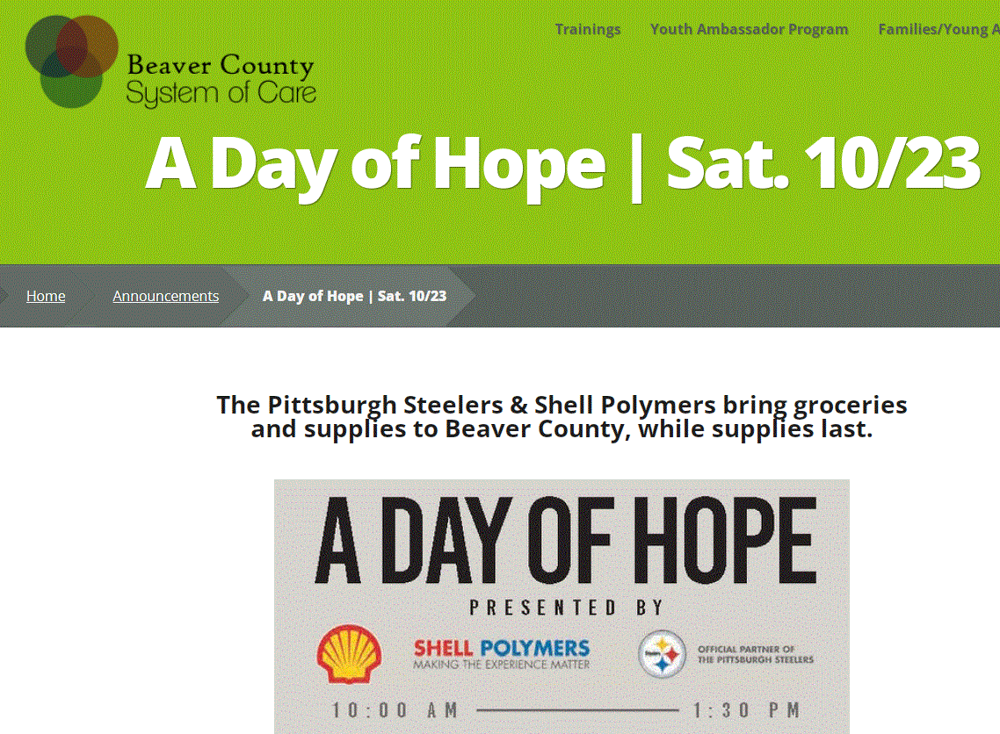 Trainings Youth Ambassador Program Families/Young A
Beaver County
System of Care
A Day of Hope | Sat. 10/23
Home Announcements A Day of Hope | Sat. 10/23
The Pittsburgh Steelers & Shell Polymers bring groceries
and supplies to Beaver County, while supplies last.
A DAY OF HOPE
PRESENTED BY
SHELL POLYMERS
MAKING THE EXPERIENCE MATTER
Steelers
OFFICIAL PARTNER OF
THE PITTSBURGH STEELERS
10:00 AM 1:30 PM